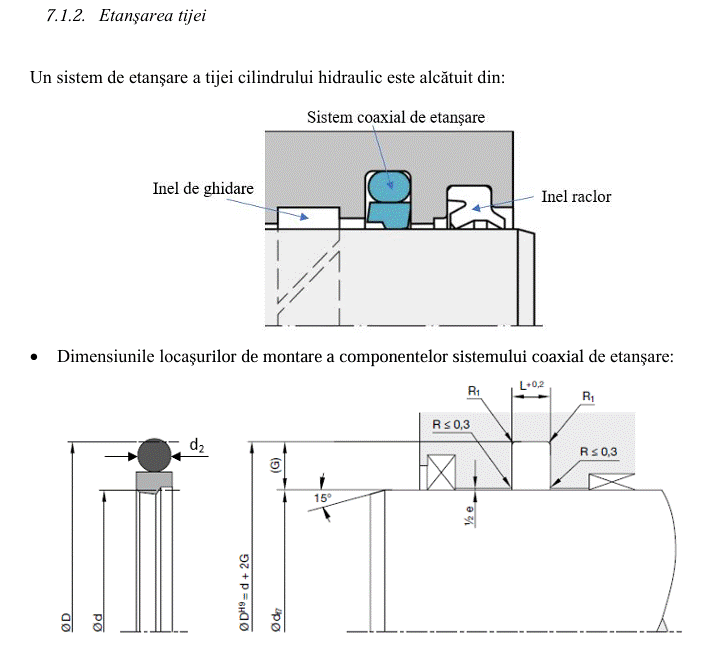 7.1.2. Etanşarea tijei
Un sistem de etanşare a tijei cilindrului hidraulic este alcătuit din:
Sistem coaxial de etanşare
Inel de ghidare
Inel raclor
• Dimensiunile locaşurilor de montare a componentelor sistemului coaxial de etanşare:
R₁
L+0,2
R₁
R ≤ 0,3
R ≤ 0,3
d₂
(G)
15°
½ e
ØD
Ød
ØDH9 = d + 2G
Ødf7